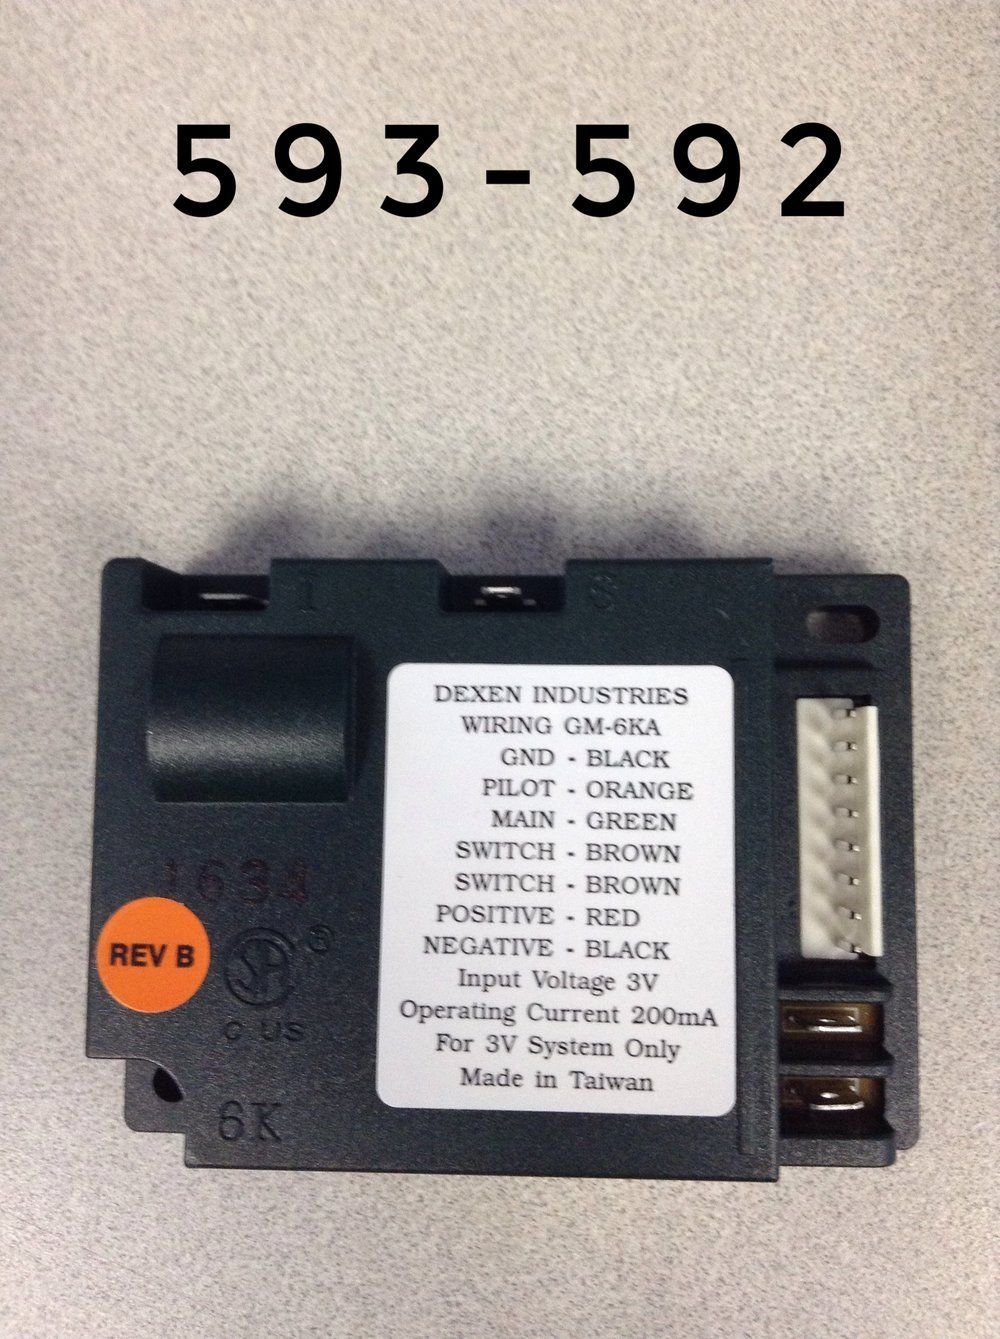 593-592
I
S
DEXEN INDUSTRIES
WIRING GM-6KA
GND - BLACK
PILOT - ORANGE
MAIN - GREEN
SWITCH - BROWN
SWITCH - BROWN
POSITIVE - RED
NEGATIVE - BLACK
Input Voltage 3V
Operating Current 200mA
For 3V System Only
Made in Taiwan
REV B
®
C US
6K